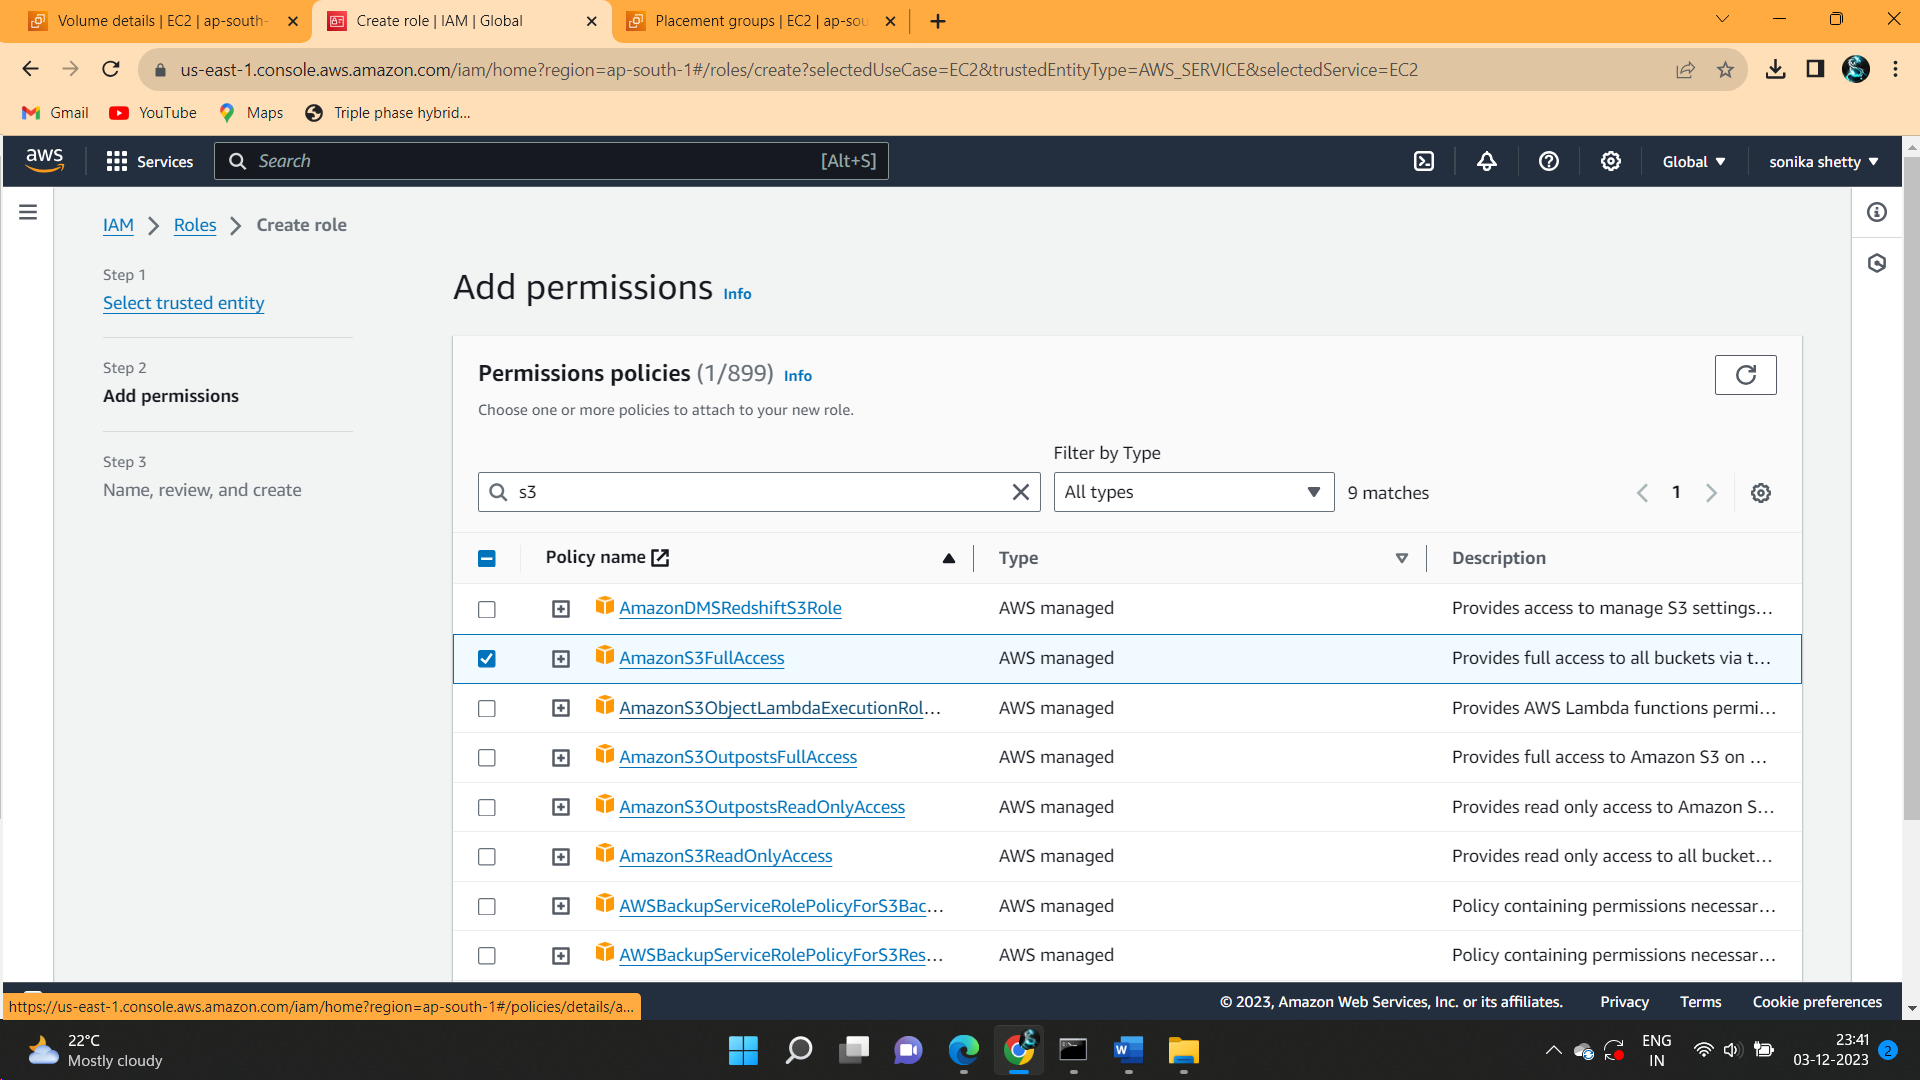 Volume details | EC2 | ap-south-
Create role | IAM | Global
Placement groups | EC2 | ap-sou
us-east-1.console.aws.amazon.com/iam/home?region=ap-south-1#/roles/create?selectedUseCase=EC2&trustedEntityType=AWS_SERVICE&selectedService=EC2
Gmail YouTube Maps Triple phase hybrid...
aws Services Search [Alt+S] Global sonika shetty
IAM Roles Create role
Step 1
Select trusted entity
Step 2
Add permissions
Step 3
Name, review, and create
Add permissions Info
Permissions policies (1/899) Info
Choose one or more policies to attach to your new role.
Filter by Type
s3 All types 9 matches 1
Policy name Type Description
AmazonDMSRedshiftS3Role AWS managed Provides access to manage S3 settings...
AmazonS3FullAccess AWS managed Provides full access to all buckets via t...
AmazonS3ObjectLambdaExecutionRol... AWS managed Provides AWS Lambda functions permi...
AmazonS3OutpostsFullAccess AWS managed Provides full access to Amazon S3 on ...
AmazonS3OutpostsReadOnlyAccess AWS managed Provides read only access to Amazon S...
AmazonS3ReadOnlyAccess AWS managed Provides read only access to all bucket...
AWSBackupServiceRolePolicyForS3Bac... AWS managed Policy containing permissions necessar...
AWSBackupServiceRolePolicyForS3Res... AWS managed Policy containing permissions necessar...
https://us-east-1.console.aws.amazon.com/iam/home?region=ap-south-1#/policies/details/a...
© 2023, Amazon Web Services, Inc. or its affiliates. Privacy Terms Cookie preferences
22°C
Mostly cloudy
ENG
IN
23:41
03-12-2023
2